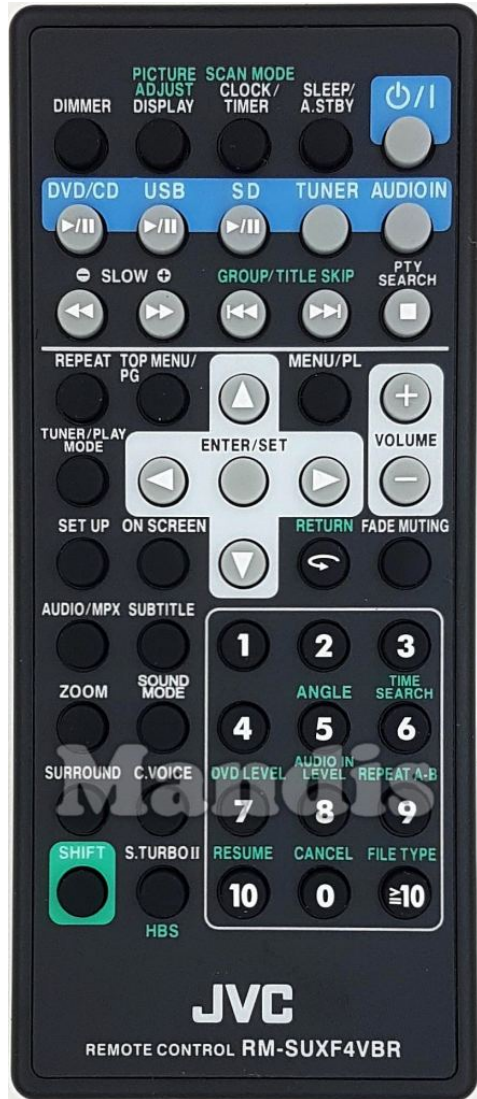 PICTURE SCAN MODE
ADJUST CLOCK/ SLEEP/
DIMMER DISPLAY TIMER A.STBY ⏻/I
DVD/CD USB SD TUNER AUDIO IN
⊖ SLOW ⊕ GROUP/TITLE SKIP PTY
SEARCH
REPEAT TOP MENU/ MENU/PL
PG
TUNER/PLAY
MODE ENTER/SET VOLUME
+
−
SET UP ON SCREEN RETURN FADE MUTING
AUDIO/MPX SUBTITLE
1 2 3
ZOOM SOUND
MODE ANGLE TIME
SEARCH
4 5 6
SURROUND C.VOICE DVD LEVEL AUDIO IN
LEVEL REPEAT A-B
7 8 9
SHIFT S.TURBO II RESUME CANCEL FILE TYPE
10 0 ≧10
HBS
Mandis
JVC
REMOTE CONTROL RM-SUXF4VBR